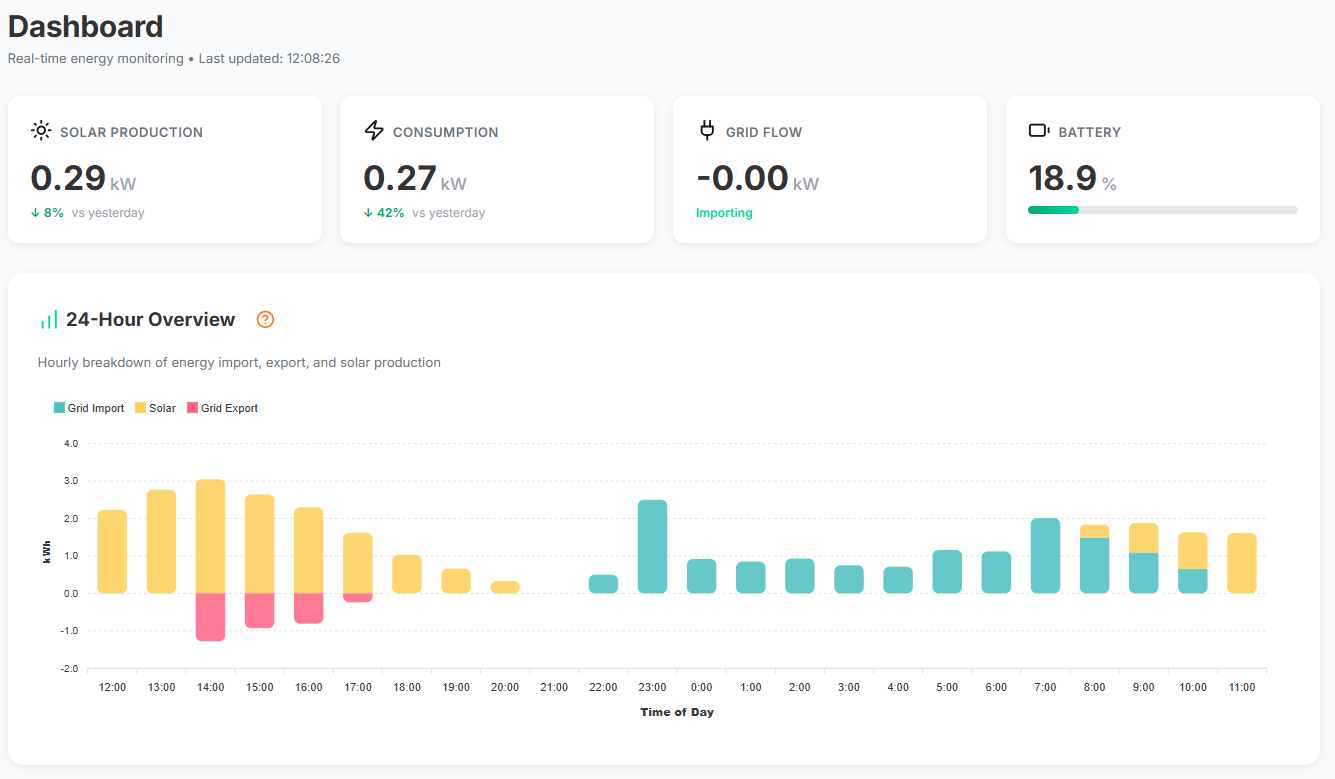 Dashboard
Real-time energy monitoring • Last updated: 12:08:26
SOLAR PRODUCTION
0.29 kW
↓ 8% vs yesterday
CONSUMPTION
0.27 kW
↓ 42% vs yesterday
GRID FLOW
-0.00 kW
Importing
BATTERY
18.9 %
24-Hour Overview ?
Hourly breakdown of energy import, export, and solar production
Grid Import Solar Grid Export
4.0
3.0
2.0
1.0
0.0
-1.0
-2.0
kWh
12:00 13:00 14:00 15:00 16:00 17:00 18:00 19:00 20:00 21:00 22:00 23:00 0:00 1:00 2:00 3:00 4:00 5:00 6:00 7:00 8:00 9:00 10:00 11:00
Time of Day